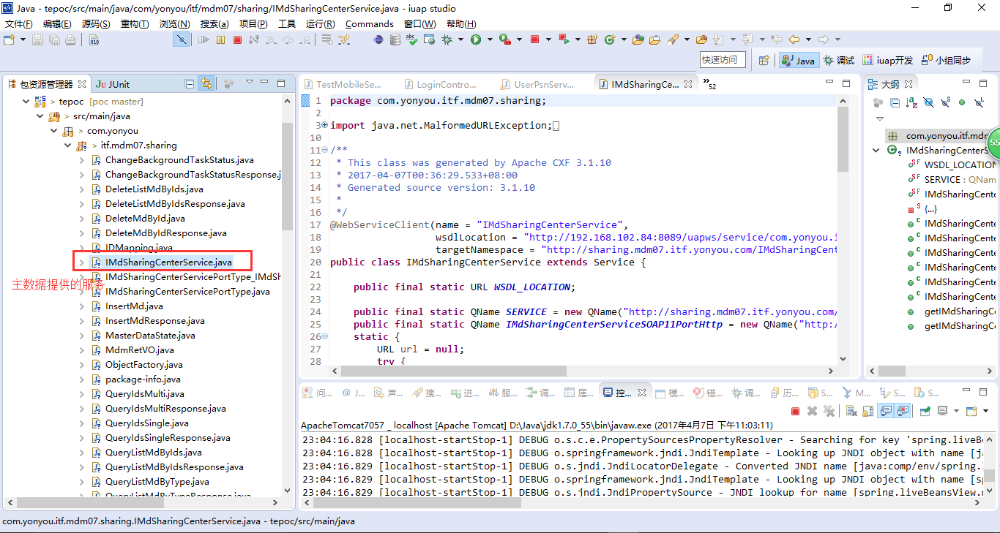 Java - tepoc/src/main/java/com/yonyou/itf/mdm07/sharing/IMdSharingCenterService.java - iuap studio
文件(F) 编辑(E) 源码(S) 重构(T) 浏览(N) 搜索(a) 项目(P) 工具 运行(R) Commands 窗口(W) 帮助(H)
快速访问 Java 调试 iuap开发 小组同步
包资源管理器 JUnit
tepoc [poc master]
src/main/java
com.yonyou
itf.mdm07.sharing
ChangeBackgroundTaskStatus.java
ChangeBackgroundTaskStatusResponse.j
DeleteListMdByIds.java
DeleteListMdByIdsResponse.java
DeleteMdById.java
DeleteMdByIdResponse.java
IDMapping.java
IMdSharingCenterService.java
IMdSharingCenterServicePortType_IMdSh
主数据提供的服务
IMdSharingCenterServicePortType.java
InsertMd.java
InsertMdResponse.java
MasterDataState.java
MdmRetVO.java
ObjectFactory.java
package-info.java
QueryIdsMulti.java
QueryIdsMultiResponse.java
QueryIdsSingle.java
QueryIdsSingleResponse.java
QueryListMdByIds.java
QueryListMdByIdsResponse.java
QueryListMdByType.java
QueryListMdByTypeResponse.java
TestMobileSe... LoginContro... UserPsnServ... IMdSharingCe... »52
1 package com.yonyou.itf.mdm07.sharing;
2
3 import java.net.MalformedURLException;
10
11 /**
12 * This class was generated by Apache CXF 3.1.10
13 * 2017-04-07T00:36:29.533+08:00
14 * Generated source version: 3.1.10
15 *
16 */
17 @WebServiceClient(name = "IMdSharingCenterService",
18 wsdlLocation = "http://192.168.102.84:8089/uapws/service/com.yonyou.i
19 targetNamespace = "http://sharing.mdm07.itf.yonyou.com/IMdSharingCent
20 public class IMdSharingCenterService extends Service {
21
22 public final static URL WSDL_LOCATION;
23
24 public final static QName SERVICE = new QName("http://sharing.mdm07.itf.yonyou.com/
25 public final static QName IMdSharingCenterServiceSOAP11PortHttp = new QName("http:/
26 static {
27 URL url = null;
28 try {
大纲
com.yonyou.itf.mdm
55
IMdSharingCenterS
WSDL_LOCATION
SERVICE : QNam
IMdSharingCente
{...}
IMdSharingCente
IMdSharingCente
IMdSharingCente
IMdSharingCente
IMdSharingCente
IMdSharingCente
getIMdSharingC
getIMdSharingC
问... J... 声... 搜... 进... 服... 调... 属... 控... 模... 错... 调... 历... S... M... S... S...
ApacheTomcat7057 _ localhost [Apache Tomcat] D:\Java\jdk1.7.0_55\bin\javaw.exe (2017年4月7日 下午11:03:11)
23:04:16.828 [localhost-startStop-1] DEBUG o.s.c.e.PropertySourcesPropertyResolver - Searching for key 'spring.liveBe
23:04:16.828 [localhost-startStop-1] DEBUG o.springframework.jndi.JndiTemplate - Looking up JNDI object with name [ja
23:04:16.829 [localhost-startStop-1] DEBUG o.s.jndi.JndiLocatorDelegate - Converted JNDI name [java:comp/env/spring.
23:04:16.829 [localhost-startStop-1] DEBUG o.springframework.jndi.JndiTemplate - Looking up JNDI object with name [sp
23:04:16.829 [localhost-startStop-1] DEBUG o.s.jndi.JndiPropertySource - JNDI lookup for name [spring.liveBeansView.m
com.yonyou.itf.mdm07.sharing.IMdSharingCenterService.java - tepoc/src/main/java